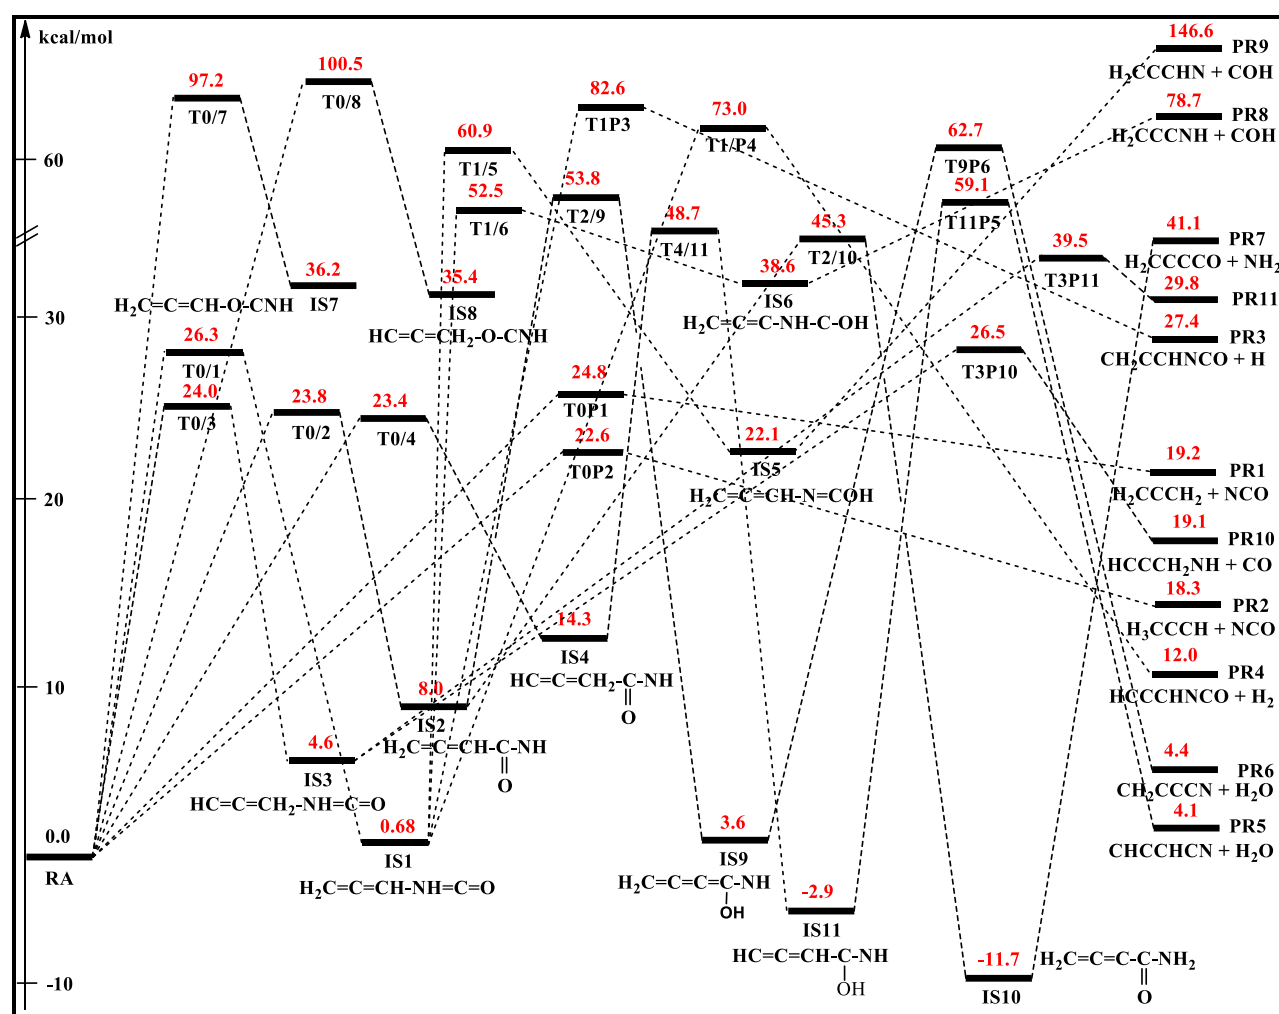 kcal/mol
146.6
PR9
H2CCCHN + COH
100.5
T0/8
97.2
T0/7
82.6
T1P3
73.0
T1/P4
78.7
PR8
H2CCCNH + COH
60
60.9
T1/5
62.7
T9P6
52.5
T1/6
53.8
T2/9
59.1
T11P5
48.7
T4/11
45.3
T2/10
41.1
PR7
H2CCCCO + NH2
39.5
T3P11
36.2
IS7
H2C=C=CH-O-CNH
35.4
IS8
HC=C=CH2-O-CNH
38.6
IS6
H2C=C=C-NH-C-OH
29.8
PR11
30
27.4
PR3
CH2CCHNCO + H
26.3
T0/1
26.5
T3P10
24.0
T0/3
23.8
T0/2
23.4
T0/4
24.8
T0P1
22.6
T0P2
22.1
IS5
H2C=C=CH-N=COH
19.2
PR1
H2CCCH2 + NCO
20
19.1
PR10
HCCCH2NH + CO
18.3
PR2
H3CCCH + NCO
14.3
IS4
HC=C=CH2-C-NH
O
12.0
PR4
HCCCHNCO + H2
10
8.0
IS2
H2C=C=CH-C-NH
O
4.6
IS3
HC=C=CH2-NH=C=O
4.4
PR6
CH2CCCN + H2O
4.1
PR5
CHCCHCN + H2O
0.0
RA
0.68
IS1
H2C=C=CH-NH=C=O
3.6
IS9
H2C=C=C=C-NH
OH
-2.9
IS11
HC=C=CH-C-NH
OH
-11.7
IS10
H2C=C=C-C-NH2
O
-10